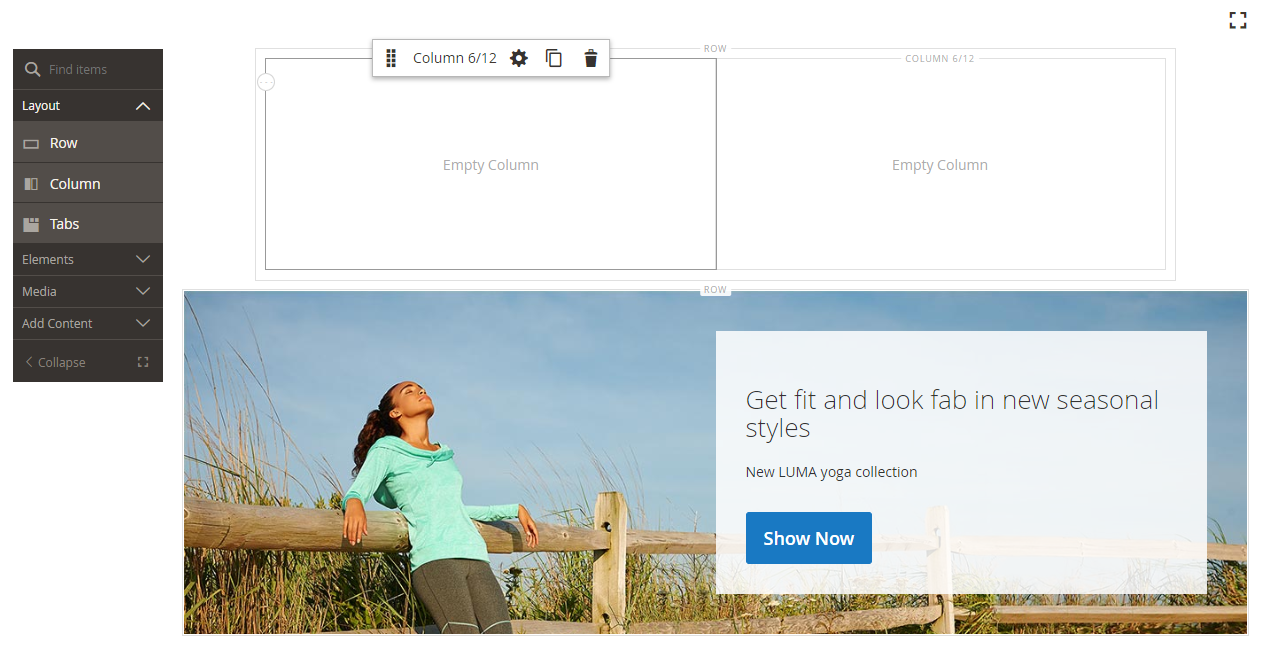 Find items
Layout
Row
Column
Tabs
Elements
Media
Add Content
Collapse
ROW
Column 6/12
COLUMN 6/12
Empty Column
Empty Column
ROW
Get fit and look fab in new seasonal
styles
New LUMA yoga collection
Show Now